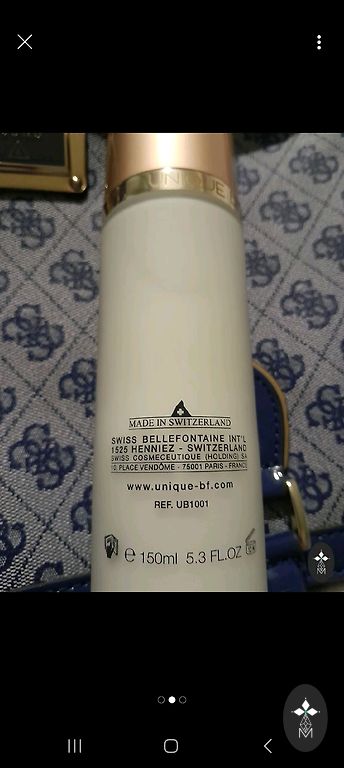 UNIQUE
MADE IN SWITZERLAND
SWISS BELLEFONTAINE INT'L
1525 HENNIEZ - SWITZERLAND
SWISS COSMECEUTIQUE (HOLDING) SA
10, PLACE VENDÔME - 75001 PARIS - FRANCE
www.unique-bf.com
REF. UB1001
e 150ml 5.3 FL.OZ
M
M